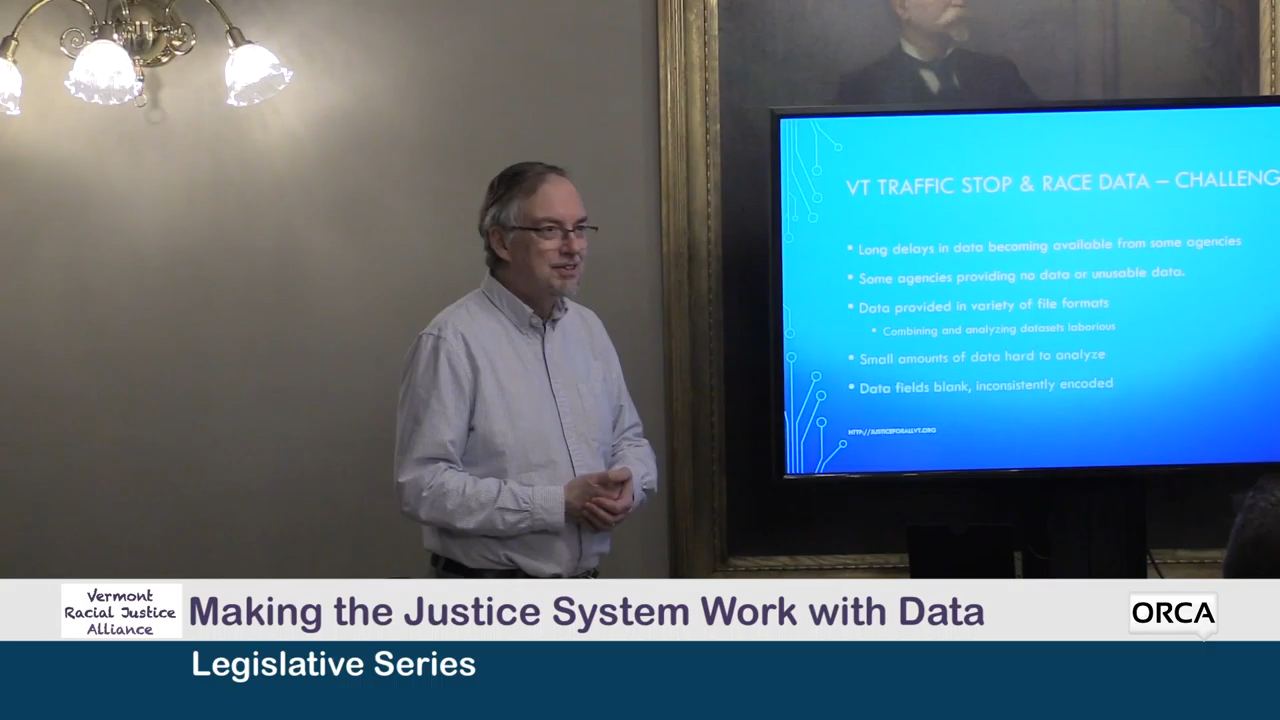 VT TRAFFIC STOP & RACE DATA – CHALLENG
▪ Long delays in data becoming available from some agencies
▪ Some agencies providing no data or unusable data.
▪ Data provided in variety of file formats
▪ Combining and analyzing datasets laborious
▪ Small amounts of data hard to analyze
▪ Data fields blank, inconsistently encoded
HTTP://JUSTICEFORALLVT.ORG
Vermont
Racial Justice
Alliance
Making the Justice System Work with Data
ORCA
Legislative Series